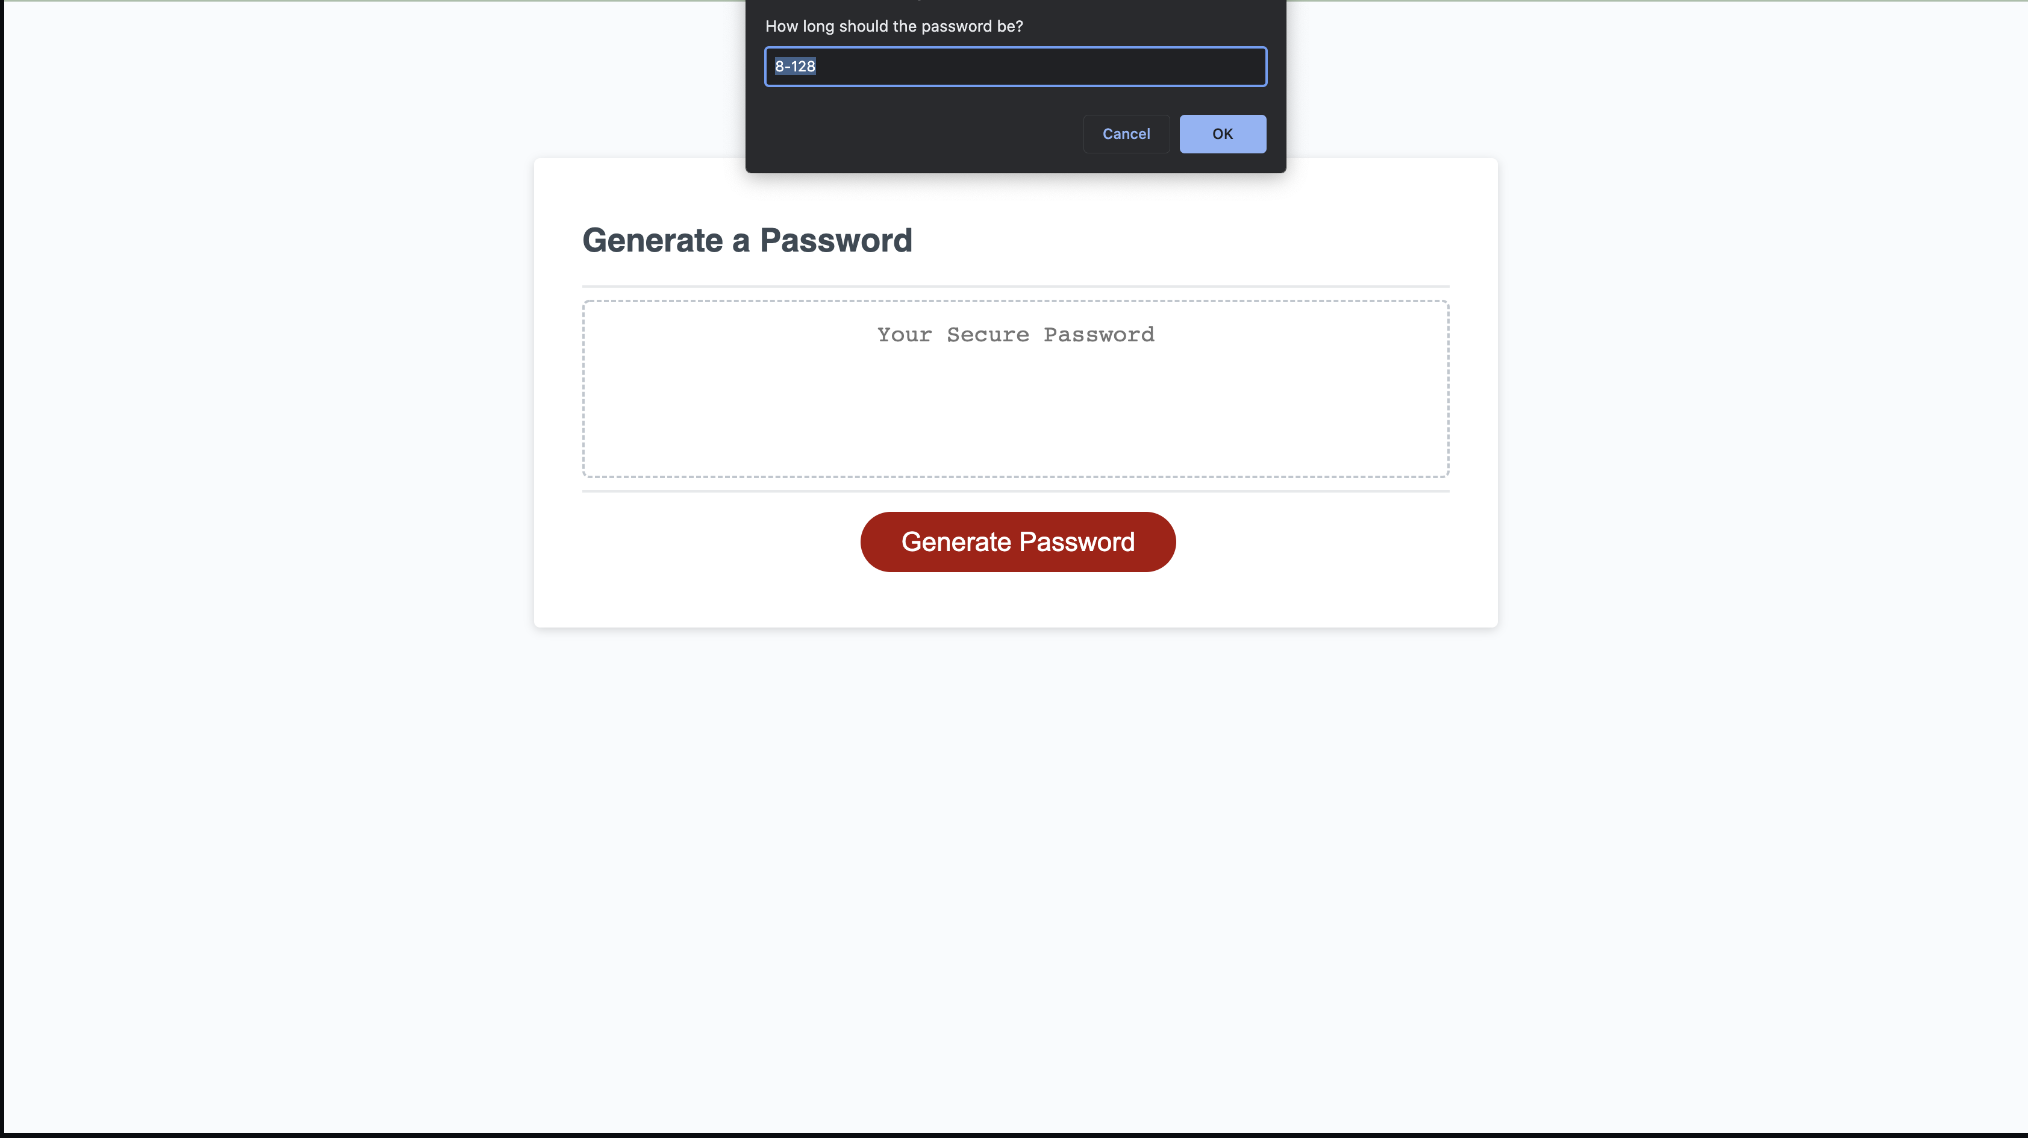 How long should the password be?
8-128
Cancel OK
Generate a Password
Your Secure Password
Generate Password